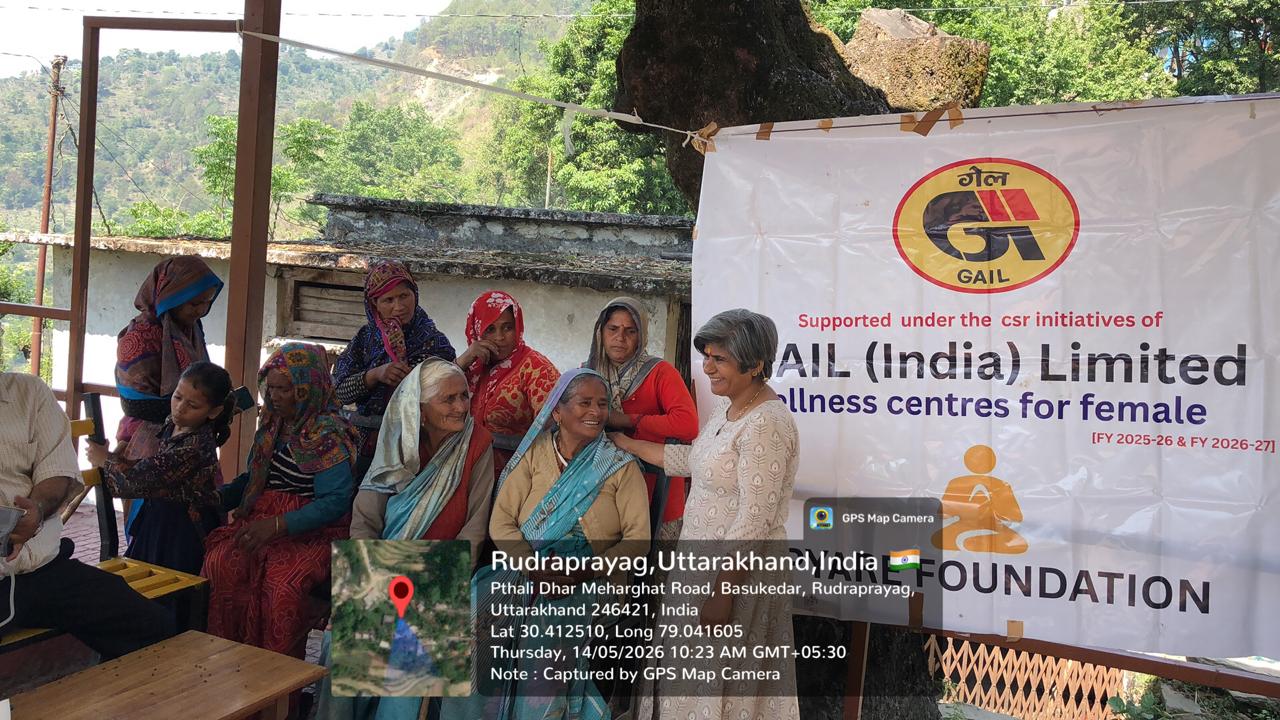 गेल
GAIL
Supported under the csr initiatives of
AIL (India) Limited
ellness centres for female
[FY 2025-26 & FY 2026-27]
FOUNDATION
GPS Map Camera
Rudraprayag,Uttarakhand,India
Pthali Dhar Meharghat Road, Basukedar, Rudraprayag,
Uttarakhand 246421, India
Lat 30.412510, Long 79.041605
Thursday, 14/05/2026 10:23 AM GMT+05:30
Note : Captured by GPS Map Camera